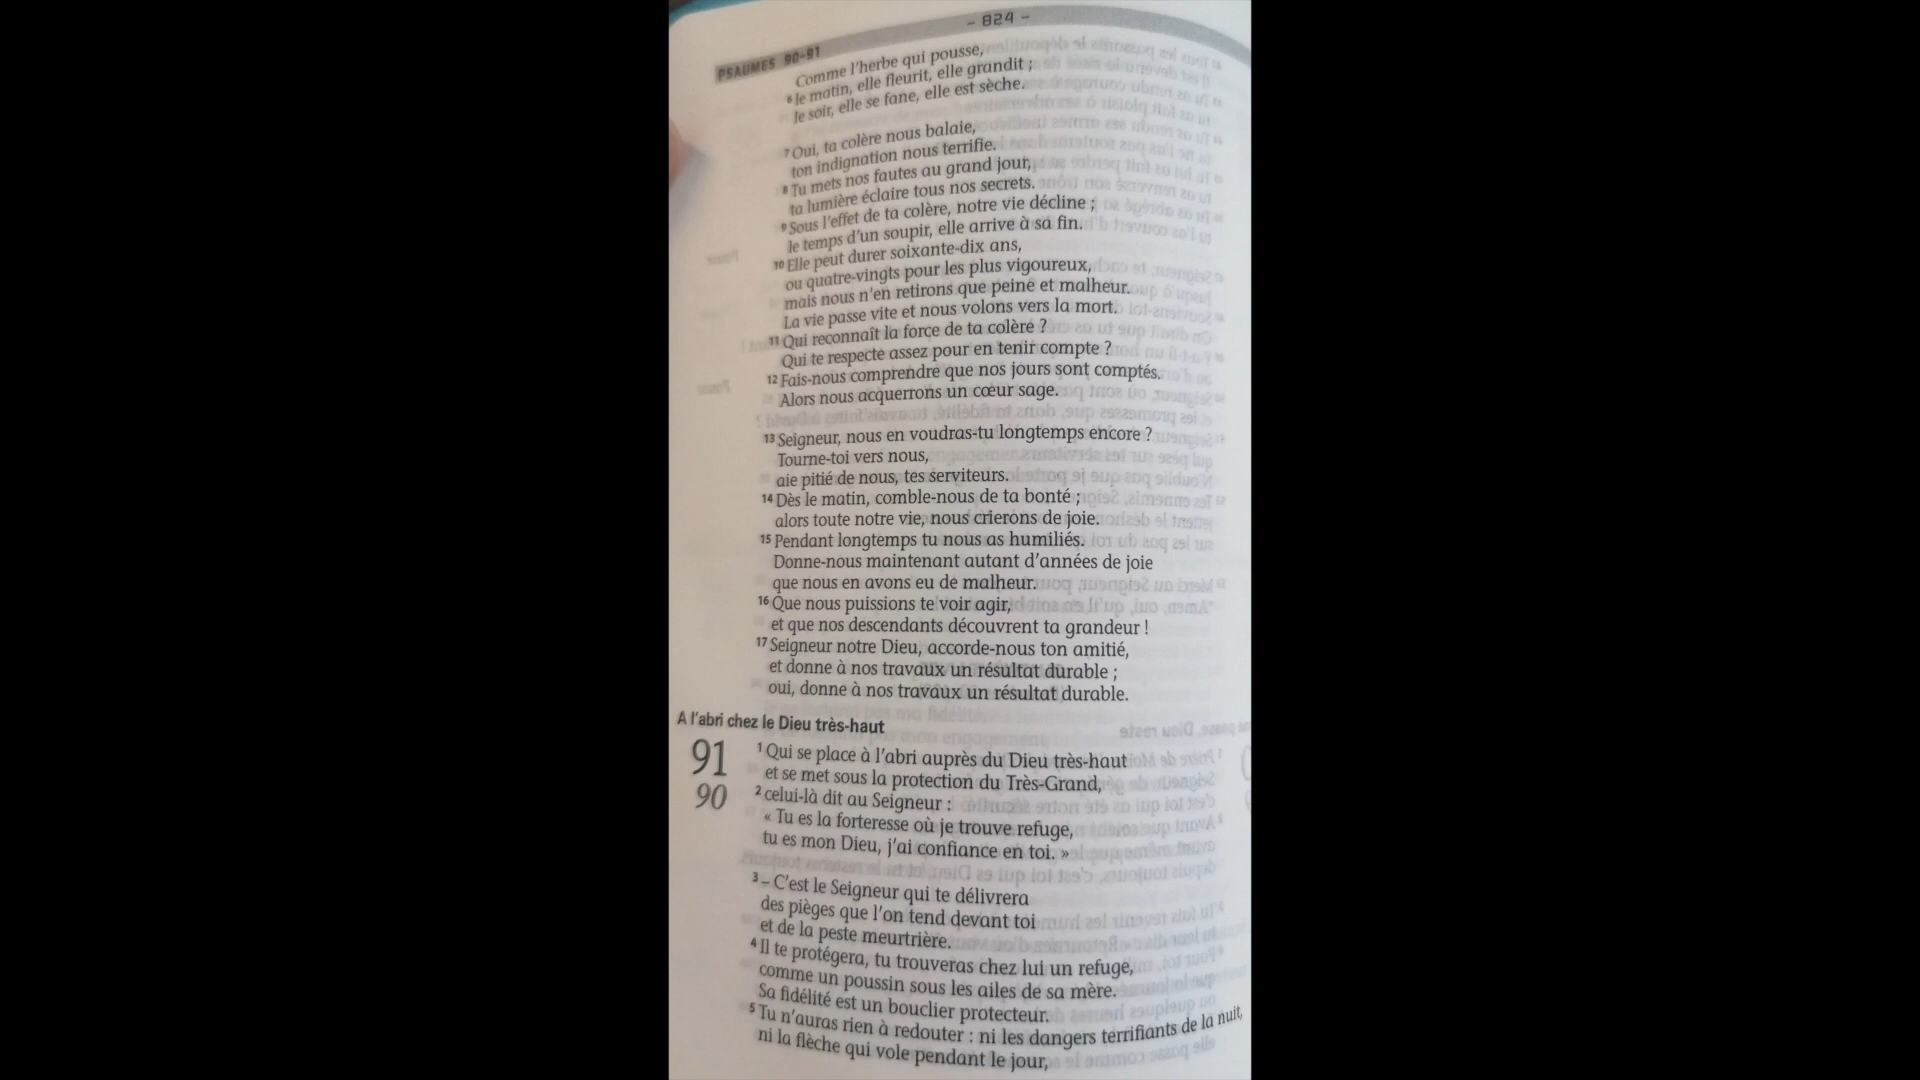 - 824 -
PSAUMES 90-91
Comme l'herbe qui pousse,
6 le matin, elle fleurit, elle grandit ;
le soir, elle se fane, elle est sèche.
7 Oui, ta colère nous balaie,
ton indignation nous terrifie.
8 Tu mets nos fautes au grand jour,
ta lumière éclaire tous nos secrets.
9 Sous l'effet de ta colère, notre vie décline ;
le temps d'un soupir, elle arrive à sa fin.
10 Elle peut durer soixante-dix ans,
ou quatre-vingts pour les plus vigoureux,
mais nous n'en retirons que peine et malheur.
La vie passe vite et nous volons vers la mort.
11 Qui reconnaît la force de ta colère ?
Qui te respecte assez pour en tenir compte ?
12 Fais-nous comprendre que nos jours sont comptés.
Alors nous acquerrons un cœur sage.
13 Seigneur, nous en voudras-tu longtemps encore ?
Tourne-toi vers nous,
aie pitié de nous, tes serviteurs.
14 Dès le matin, comble-nous de ta bonté ;
alors toute notre vie, nous crierons de joie.
15 Pendant longtemps tu nous as humiliés.
Donne-nous maintenant autant d'années de joie
que nous en avons eu de malheur.
16 Que nous puissions te voir agir,
et que nos descendants découvrent ta grandeur !
17 Seigneur notre Dieu, accorde-nous ton amitié,
et donne à nos travaux un résultat durable ;
oui, donne à nos travaux un résultat durable.
A l'abri chez le Dieu très-haut
91
90
1 Qui se place à l'abri auprès du Dieu très-haut
et se met sous la protection du Très-Grand,
2 celui-là dit au Seigneur :
« Tu es la forteresse où je trouve refuge,
tu es mon Dieu, j'ai confiance en toi. »
3 – C'est le Seigneur qui te délivrera
des pièges que l'on tend devant toi
et de la peste meurtrière.
4 Il te protégera, tu trouveras chez lui un refuge,
comme un poussin sous les ailes de sa mère.
Sa fidélité est un bouclier protecteur.
5 Tu n'auras rien à redouter : ni les dangers terrifiants de la nuit,
ni la flèche qui vole pendant le jour,